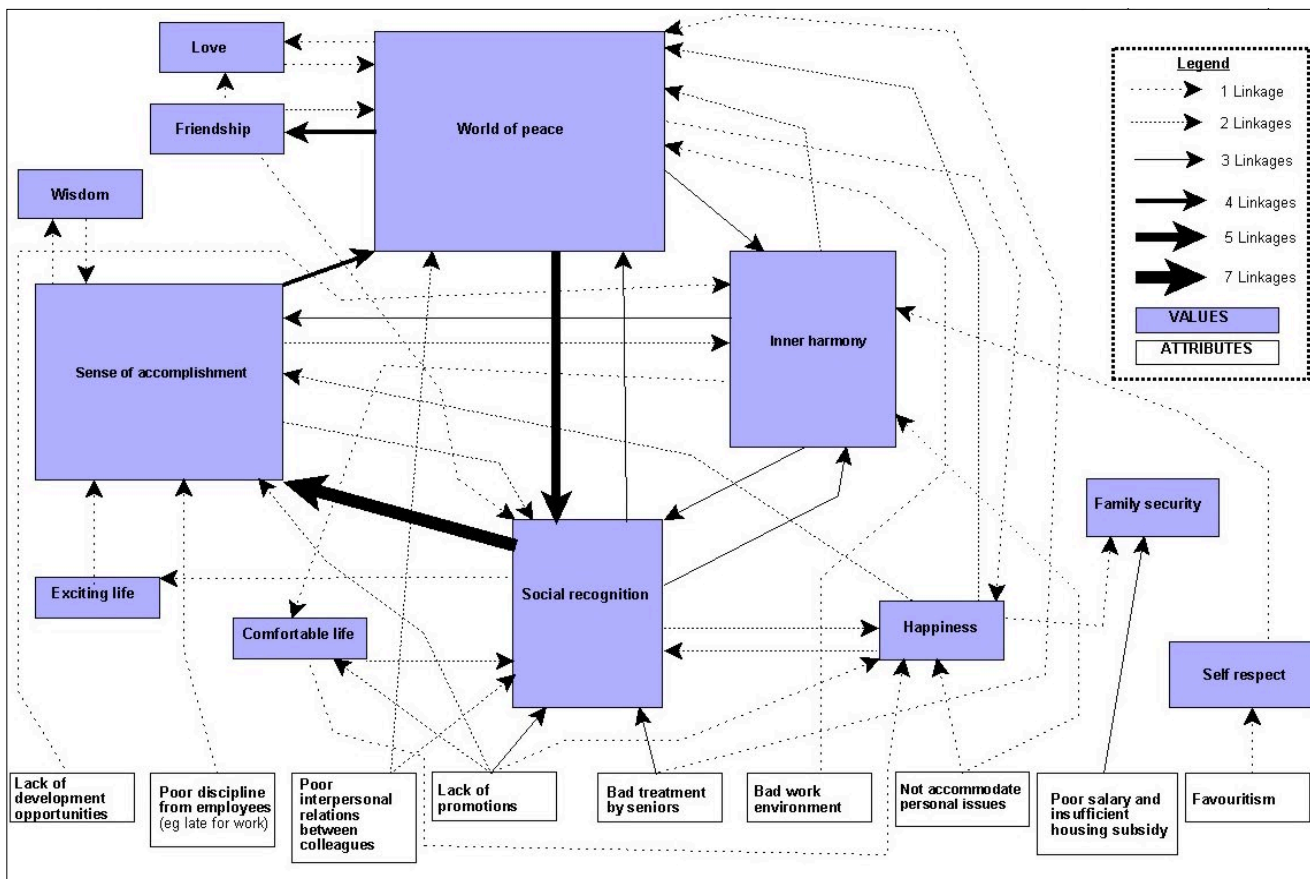 Love
Friendship
Wisdom
World of peace
Legend
1 Linkage
2 Linkages
3 Linkages
4 Linkages
5 Linkages
7 Linkages
VALUES
ATTRIBUTES
Sense of accomplishment
Inner harmony
Family security
Exciting life
Comfortable life
Social recognition
Happiness
Self respect
Lack of
development
opportunities
Poor discipline
from employees
(eg late for work)
Poor
interpersonal
relations
between
colleagues
Lack of
promotions
Bad treatment
by seniors
Bad work
environment
Not accommodate
personal issues
Poor salary and
insufficient
housing subsidy
Favouritism